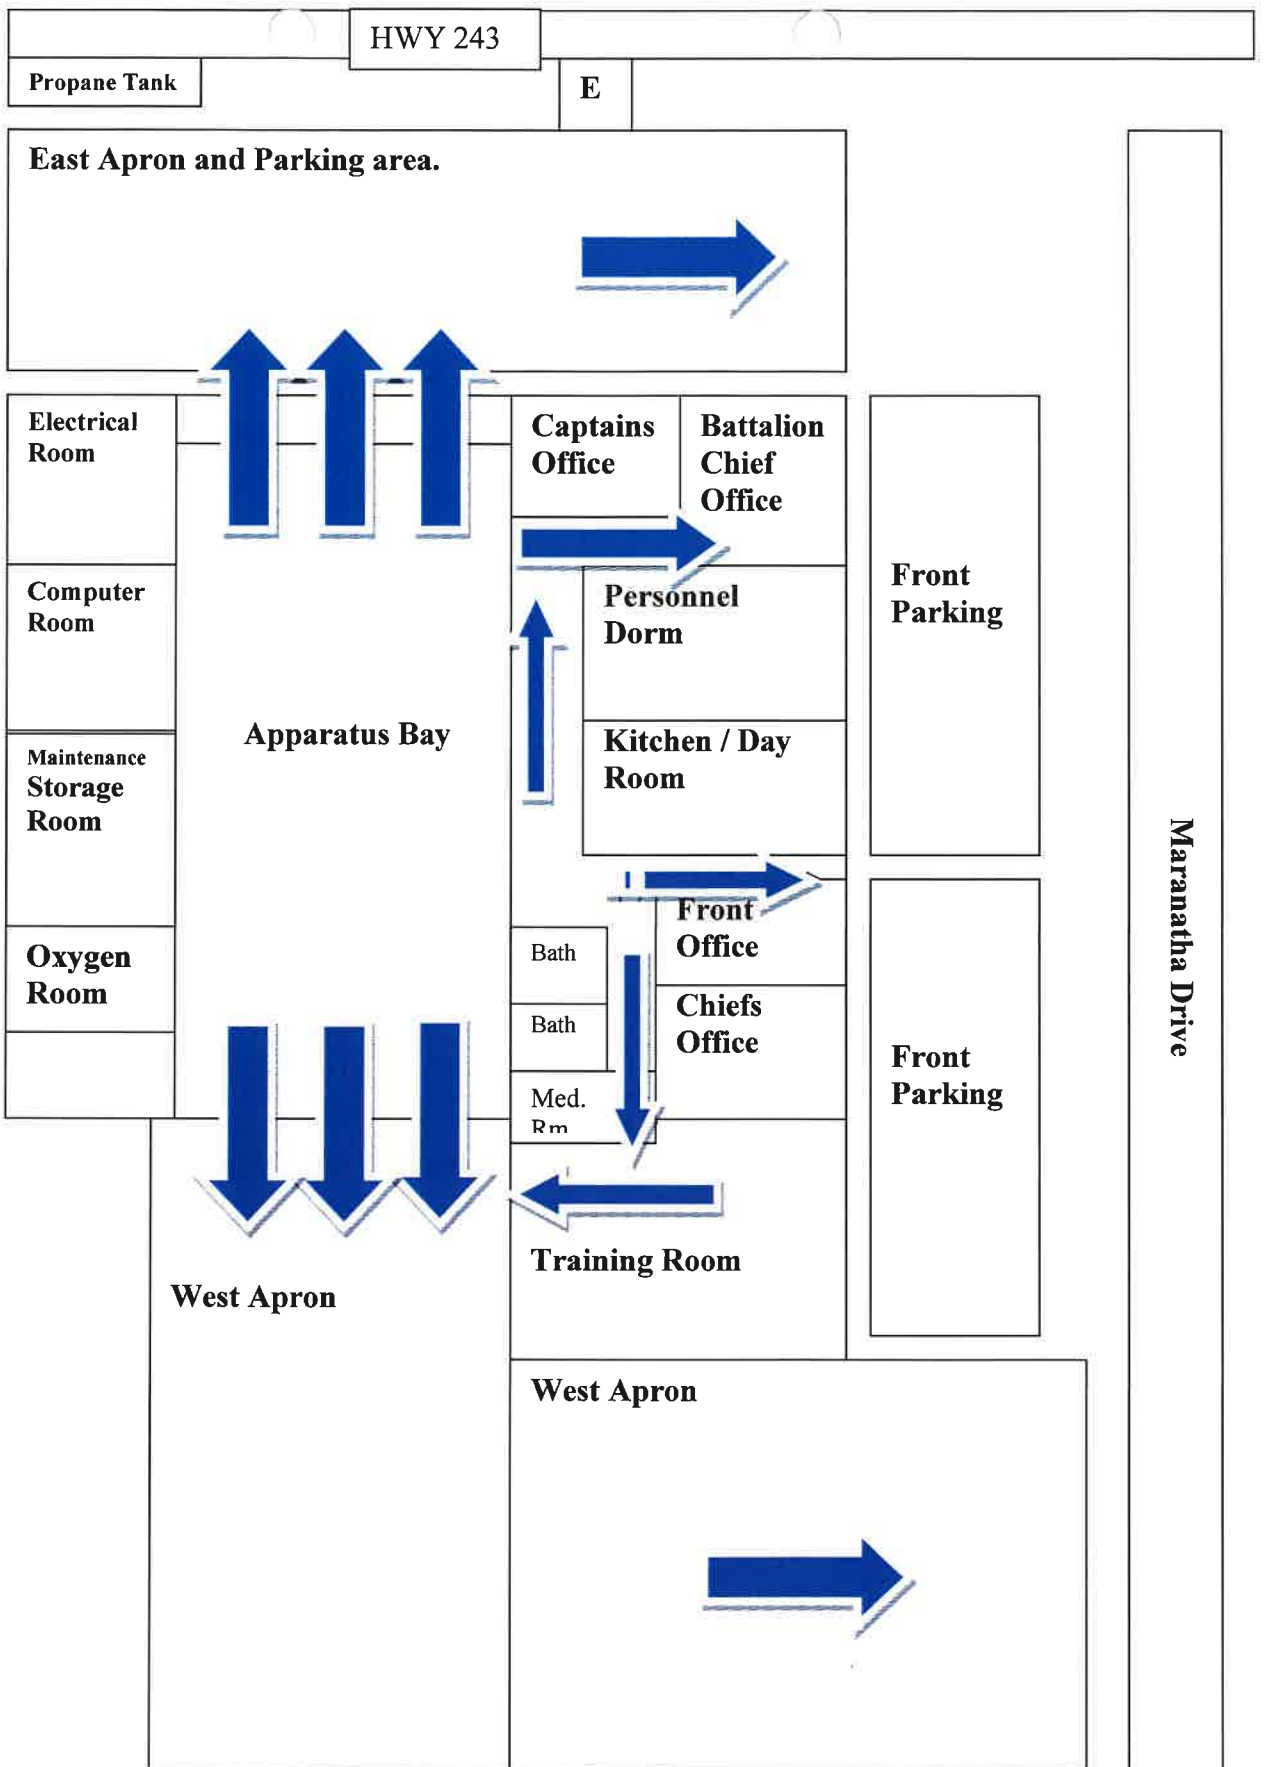 HWY 243
Propane Tank
E
East Apron and Parking area.
Electrical
Room
Captains
Office
Battalion
Chief
Office
Computer
Room
Personnel
Dorm
Front
Parking
Maintenance
Storage
Room
Apparatus Bay
Kitchen / Day
Room
Maranatha Drive
Oxygen
Room
Bath
Bath
Med.
Rm
Front
Office
Chiefs
Office
Front
Parking
Training Room
West Apron
West Apron